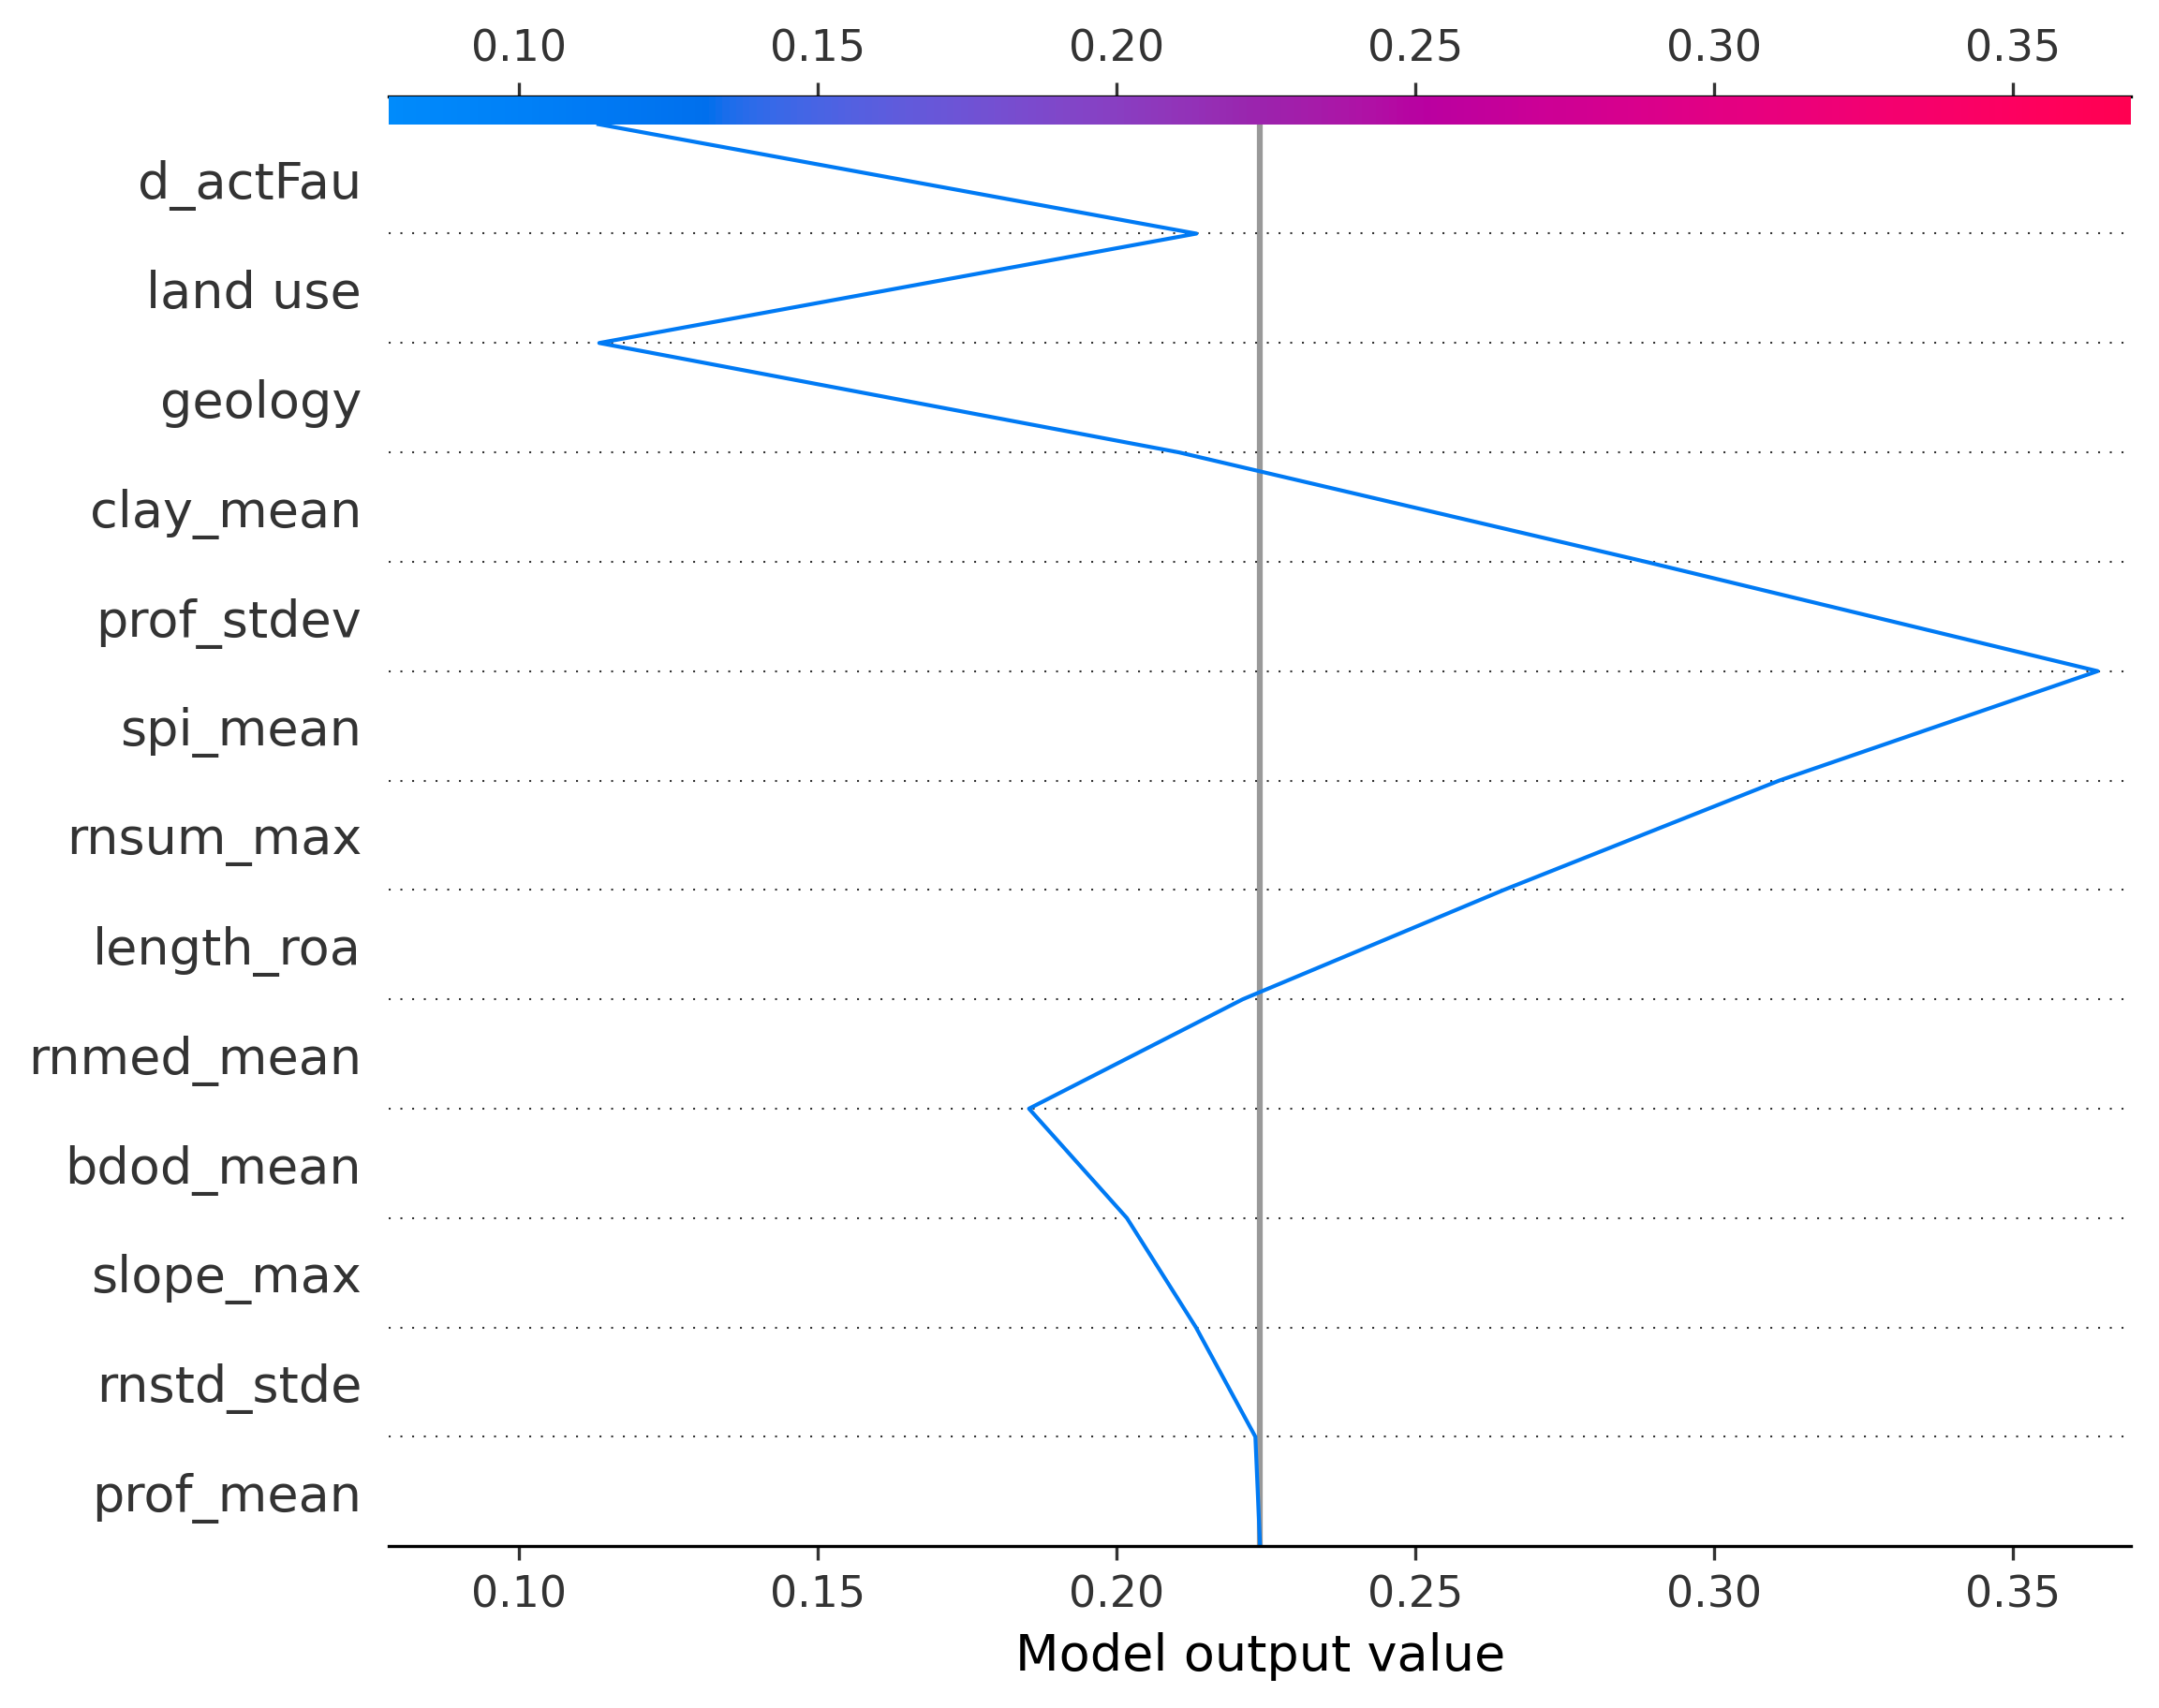 0.10 0.15 0.20 0.25 0.30 0.35
d_actFau
land use
geology
clay_mean
prof_stdev
spi_mean
rnsum_max
length_roa
rnmed_mean
bdod_mean
slope_max
rnstd_stde
prof_mean
0.10 0.15 0.20 0.25 0.30 0.35
Model output value